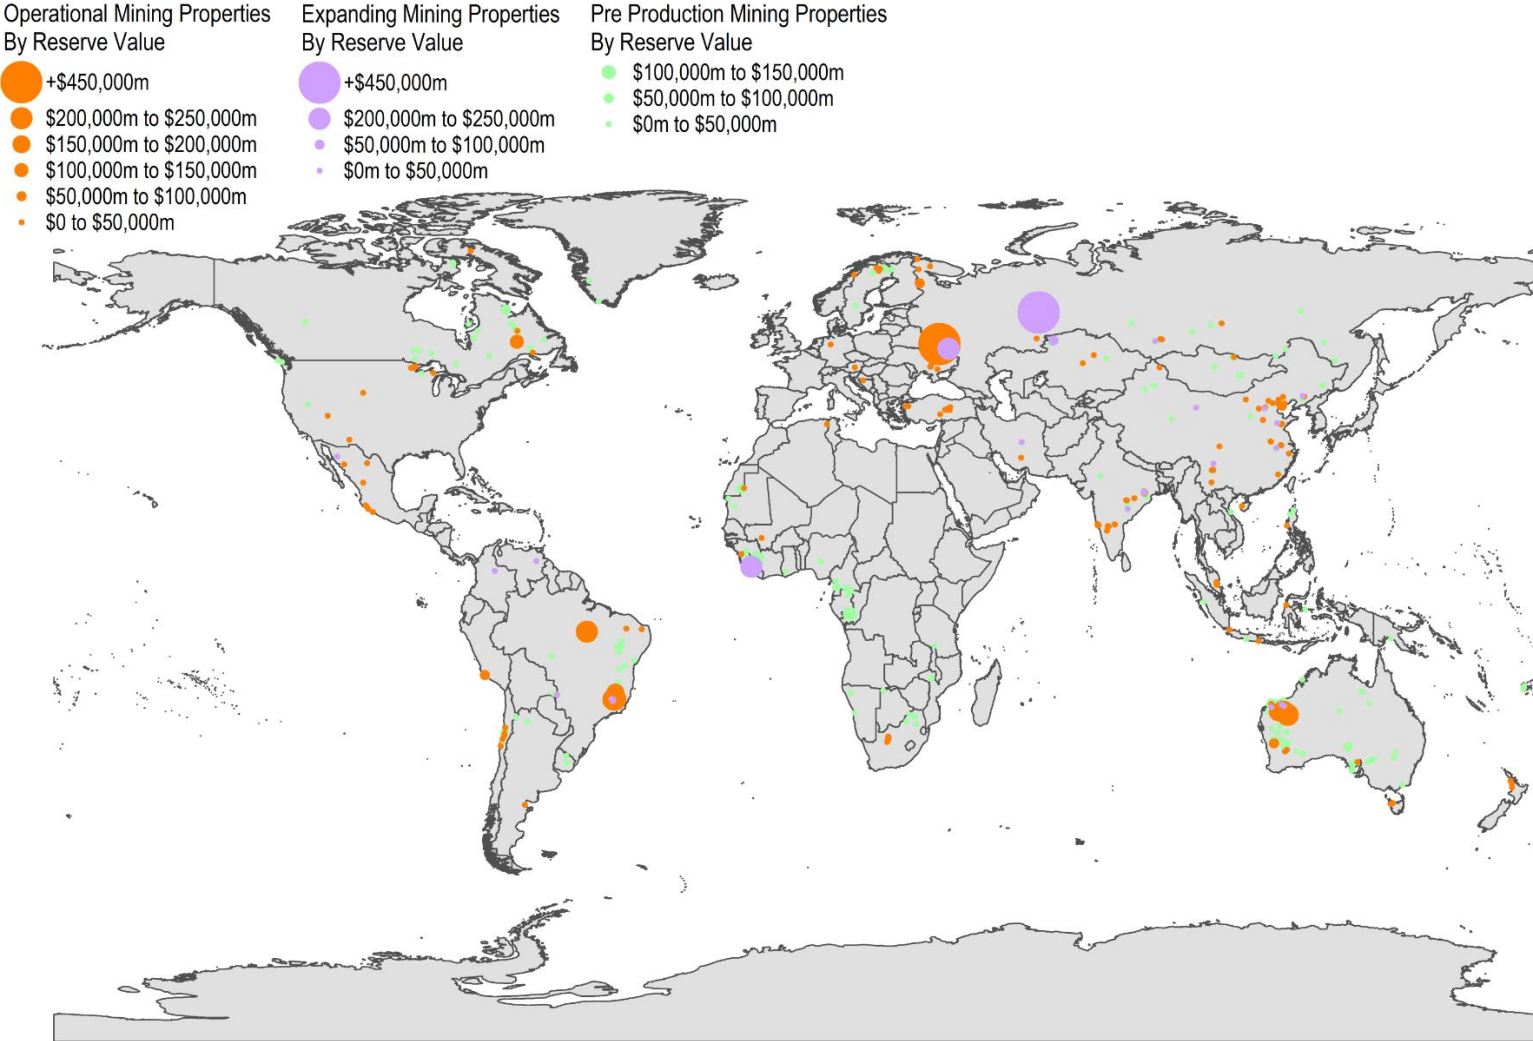 Operational Mining Properties
By Reserve Value
+$450,000m
$200,000m to $250,000m
$150,000m to $200,000m
$100,000m to $150,000m
$50,000m to $100,000m
$0 to $50,000m
Expanding Mining Properties
By Reserve Value
+$450,000m
$200,000m to $250,000m
$50,000m to $100,000m
$0m to $50,000m
Pre Production Mining Properties
By Reserve Value
$100,000m to $150,000m
$50,000m to $100,000m
$0m to $50,000m